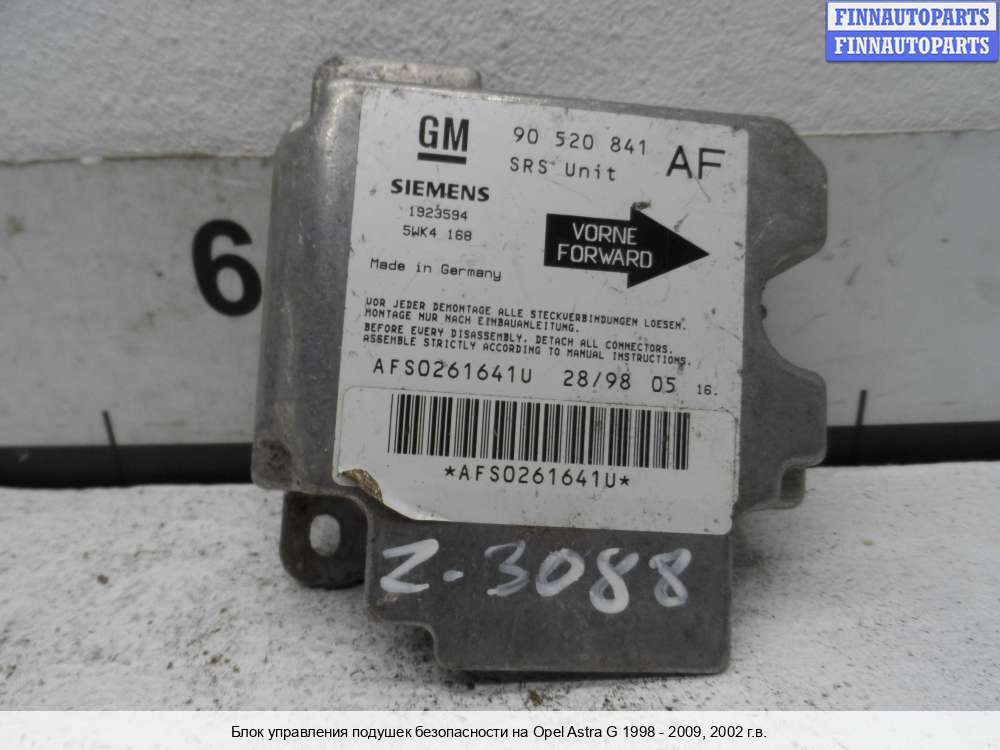 FINNAUTOPARTS
FINNAUTOPARTS
6
GM
90 520 841
AF
SRS Unit
SIEMENS
1923594
5WK4 168
VORNE
FORWARD
Made in Germany
VOR JEDER DEMONTAGE ALLE STECKVERBINDUNGEN LOESEN.
MONTAGE NUR NACH EINBAUANLEITUNG.
BEFORE EVERY DISASSEMBLY, DETACH ALL CONNECTORS.
ASSEMBLE STRICTLY ACCORDING TO MANUAL INSTRUCTIONS.
AFS0261641U 28/98 05 16.
*AFS0261641U*
Z-3088
Блок управления подушек безопасности на Opel Astra G 1998 - 2009, 2002 г.в.